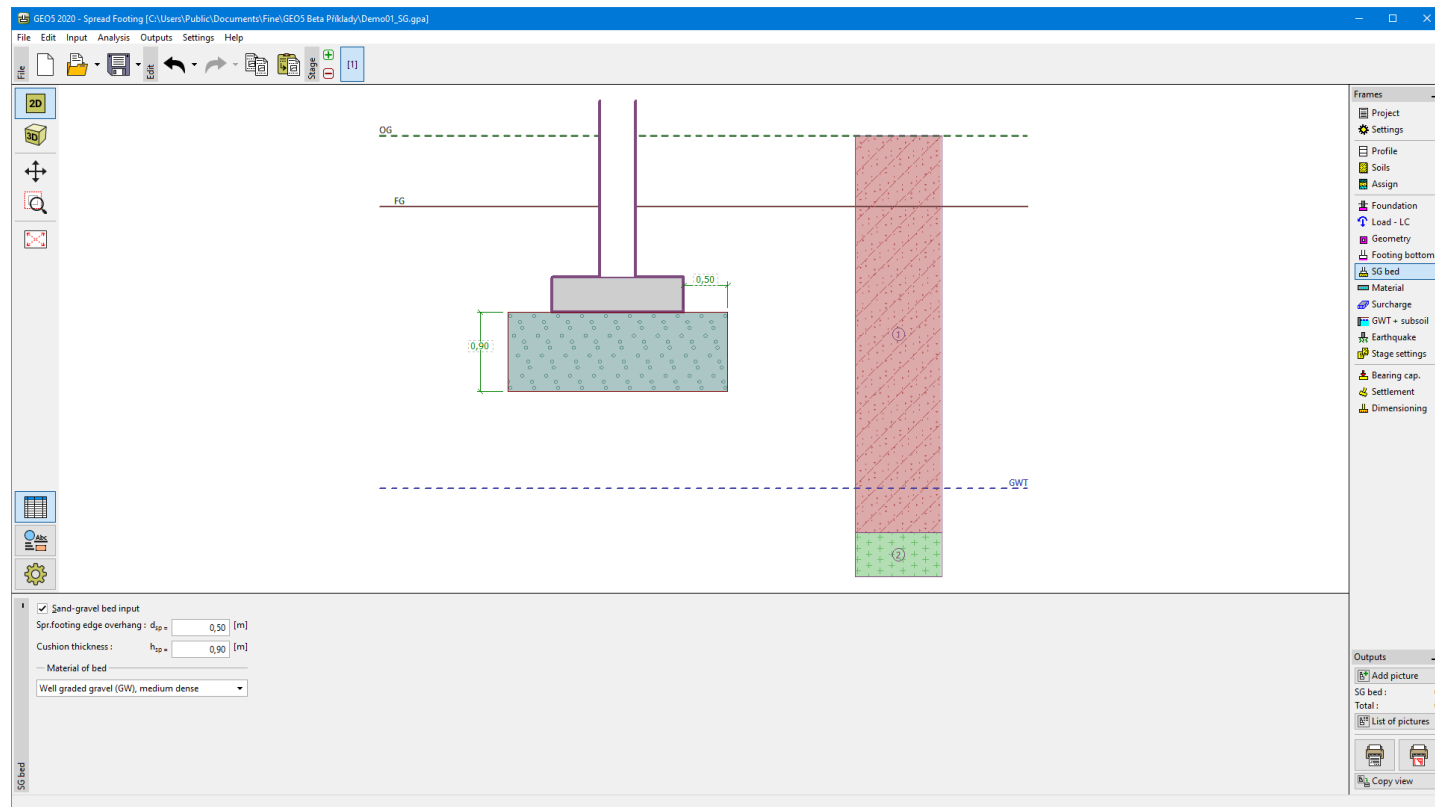 GEO5 2020 - Spread Footing [C:\Users\Public\Documents\Fine\GEO5 Beta Příklady\Demo01_SG.gpa]
File Edit Input Analysis Outputs Settings Help
File
Edit
Stage
[1]
2D
3D
OG
FG
0,50
0,90
1
GWT
2
Abc
Frames
Project
Settings
Profile
Soils
Assign
Foundation
Load - LC
Geometry
Footing bottom
SG bed
Material
Surcharge
GWT + subsoil
Earthquake
Stage settings
Bearing cap.
Settlement
Dimensioning
SG bed
Sand-gravel bed input
Spr.footing edge overhang : dsp = 0,50 [m]
Cushion thickness : hsp = 0,90 [m]
Material of bed
Well graded gravel (GW), medium dense
Outputs
Add picture
SG bed :
Total :
List of pictures
Copy view